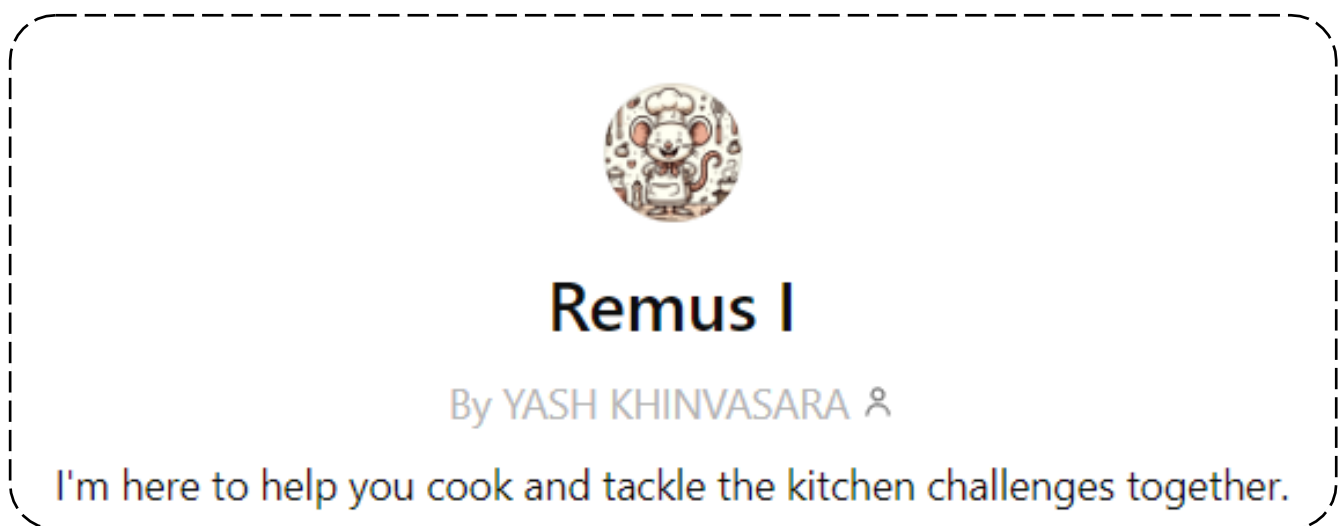 Remus I
By YASH KHINVASARA
I'm here to help you cook and tackle the kitchen challenges together.